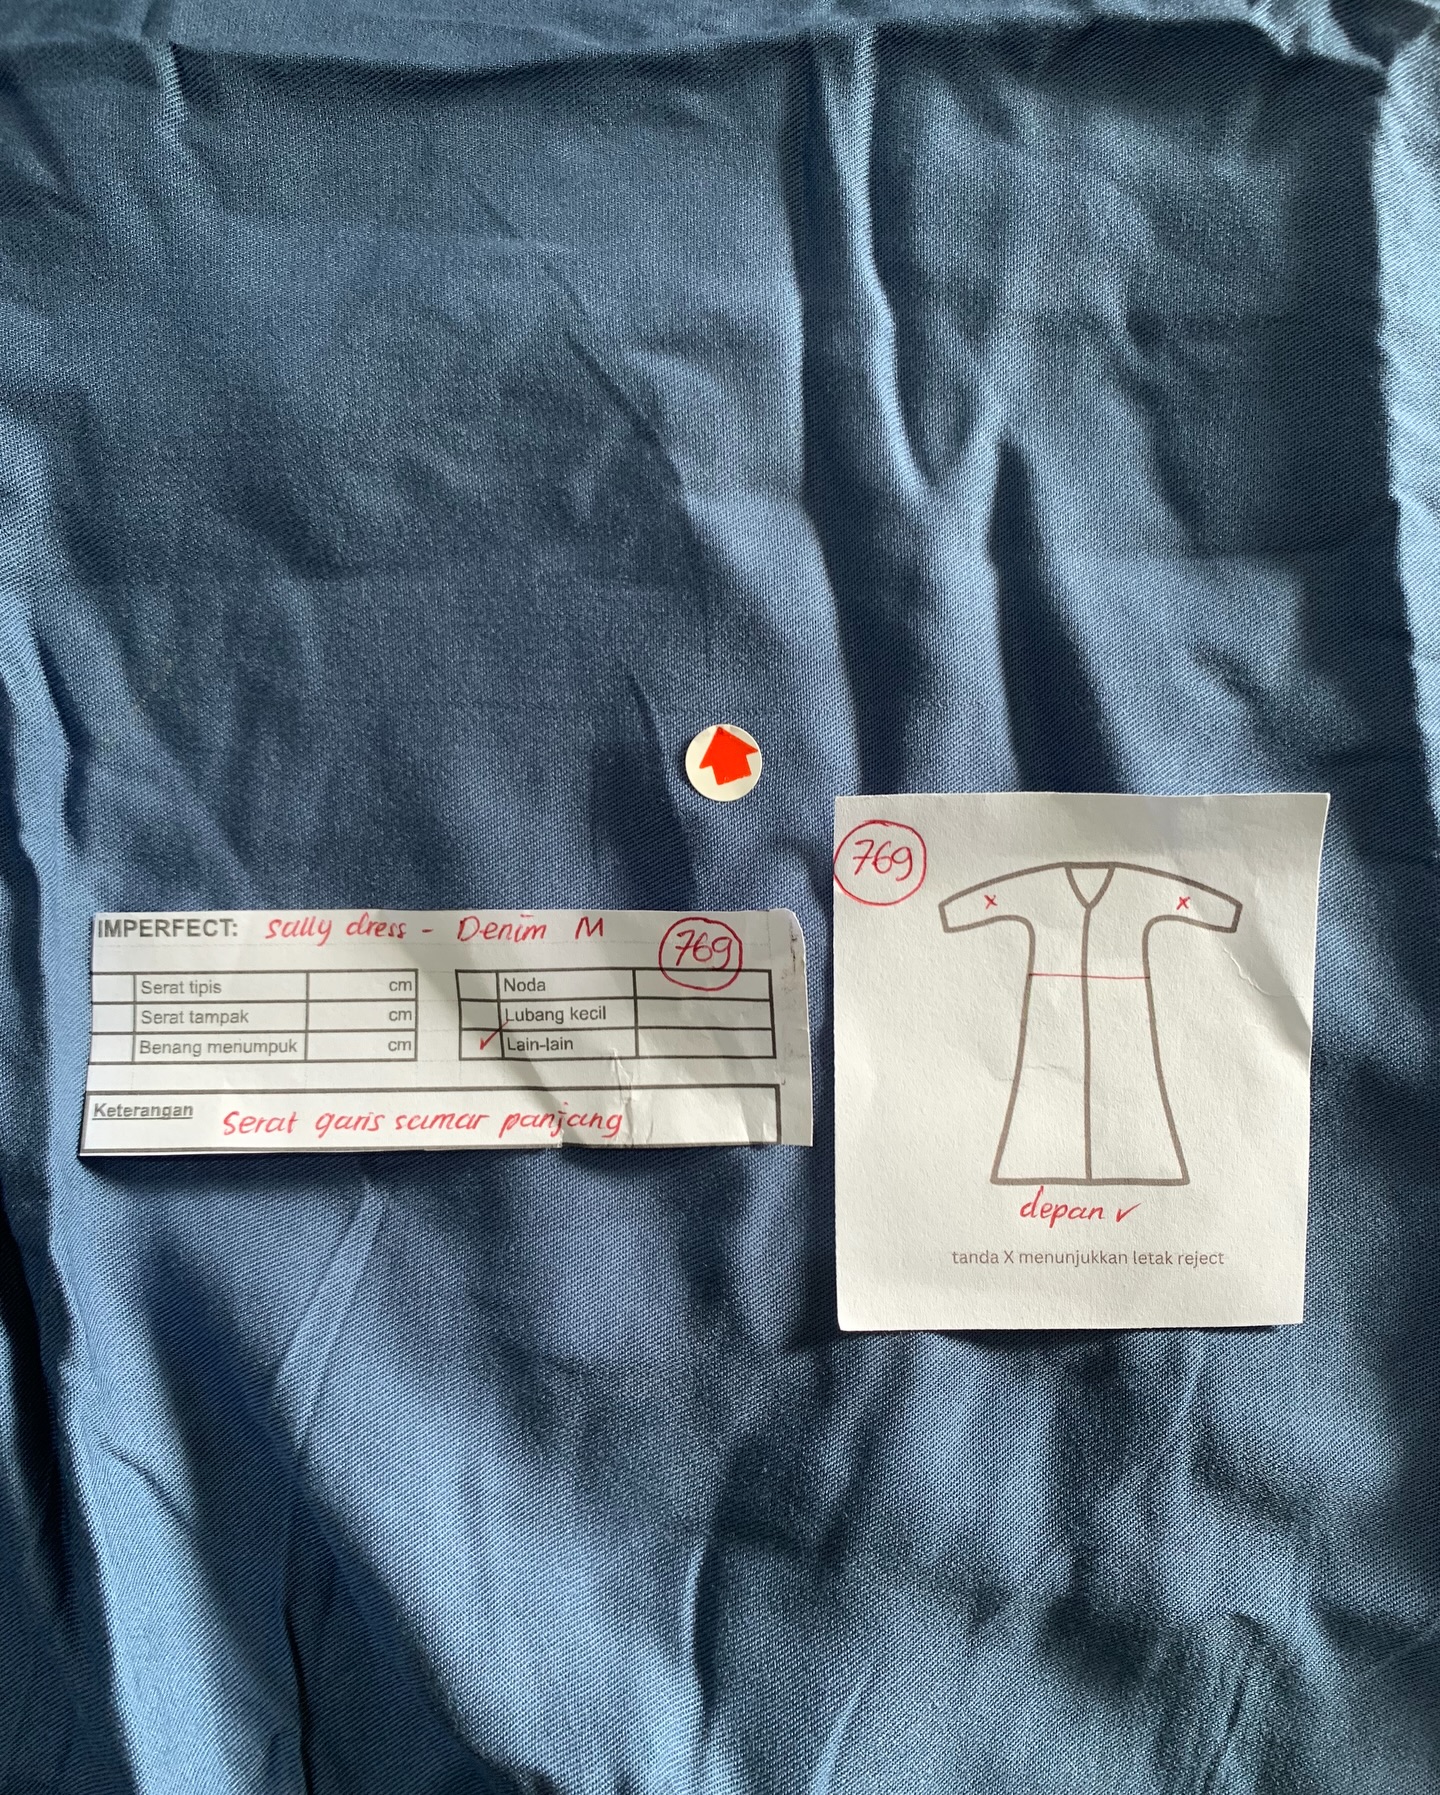 IMPERFECT: sally dress - Denim M
769
Serat tipis cm
Serat tampak cm
Benang menumpuk cm
Noda
Lubang kecil
✓ Lain-lain
Keterangan serat garis samar panjang
769
x x
depan ✓
tanda X menunjukkan letak reject